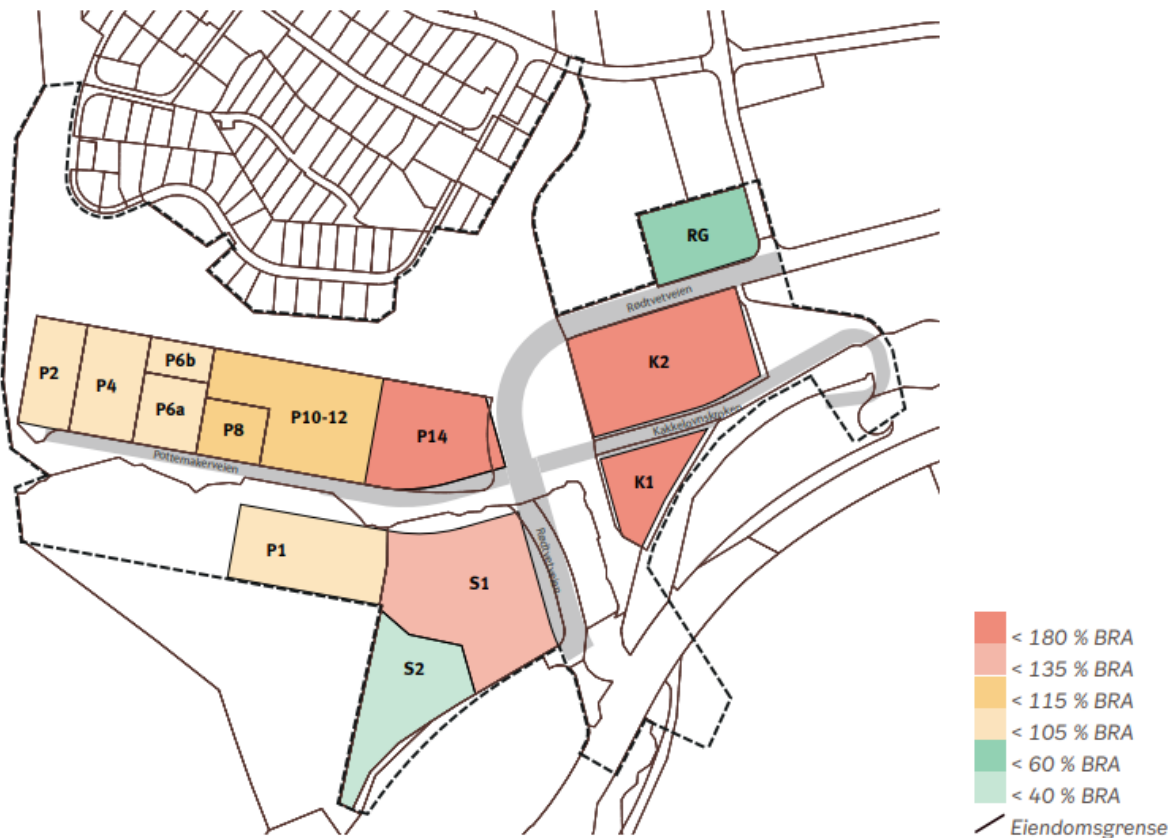 RG
Rødtvetveien
K2
P6b
P2
P4
P6a
P10-12
P8
P14
Kakkelovnskroken
Pottemakerveien
K1
P1
Rødtvetveien
S1
S2
< 180 % BRA
< 135 % BRA
< 115 % BRA
< 105 % BRA
< 60 % BRA
< 40 % BRA
Eiendomsgrense